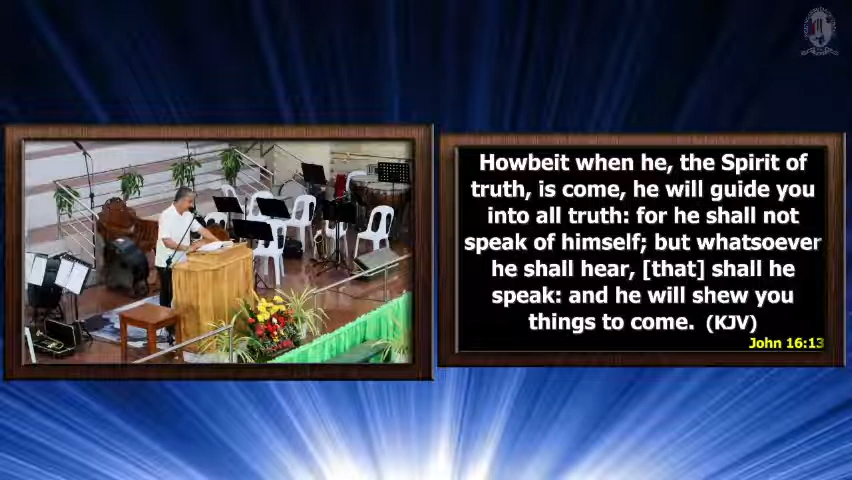 Howbeit when he, the Spirit of
truth, is come, he will guide you
into all truth: for he shall not
speak of himself; but whatsoever
he shall hear, [that] shall he
speak: and he will shew you
things to come. (KJV)
John 16:13